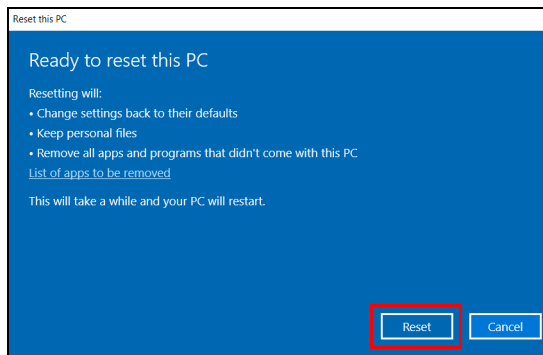 Reset this PC
Ready to reset this PC
Resetting will:
• Change settings back to their defaults
• Keep personal files
• Remove all apps and programs that didn't come with this PC
List of apps to be removed
This will take a while and your PC will restart.
Reset Cancel